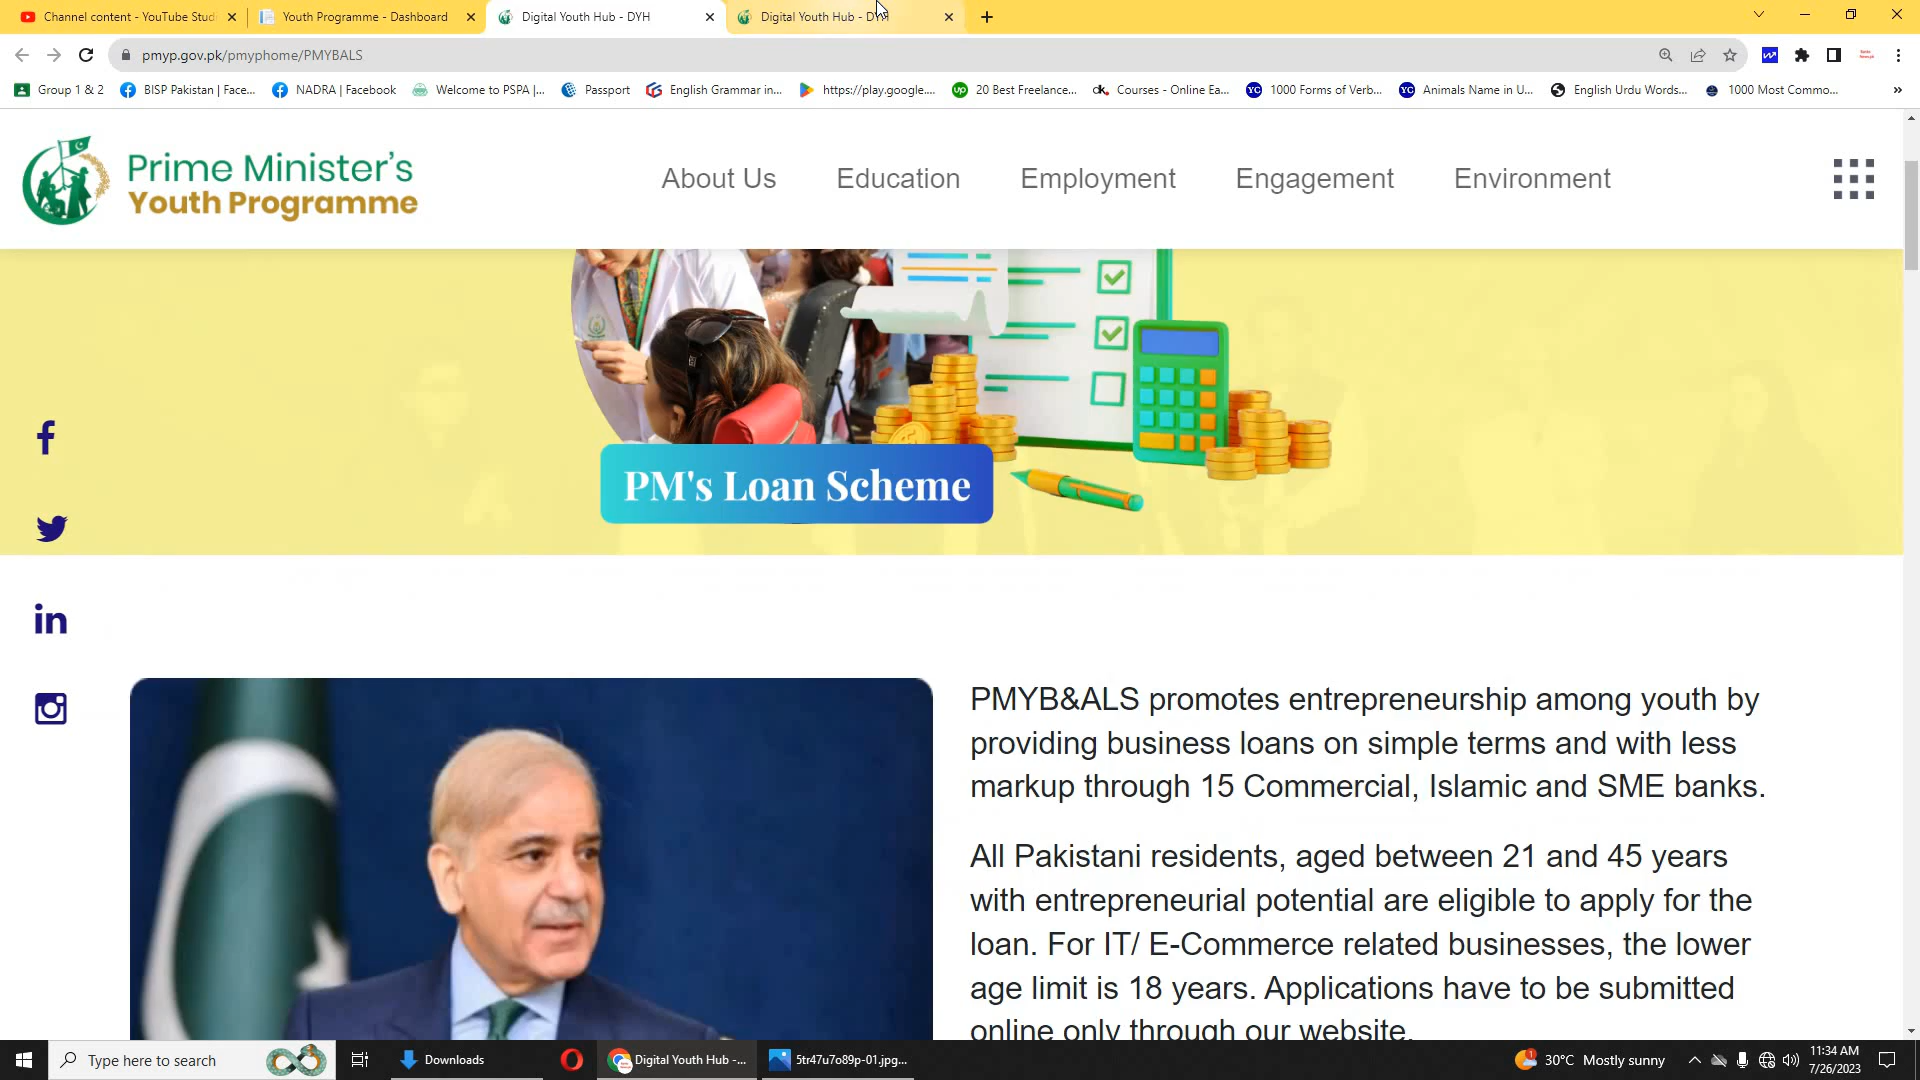 Channel content - YouTube Stud
Youth Programme - Dashboard
Digital Youth Hub - DYH
Digital Youth Hub - DYH
pmyp.gov.pk/pmyphome/PMYBALS
Group 1 & 2
BISP Pakistan | Face...
NADRA | Facebook
Welcome to PSPA |...
Passport
English Grammar in...
https://play.google....
20 Best Freelance...
Courses - Online Ea...
1000 Forms of Verb...
Animals Name in U...
English Urdu Words...
1000 Most Commo...
Prime Minister's
Youth Programme
About Us
Education
Employment
Engagement
Environment
PM's Loan Scheme
PMYB&ALS promotes entrepreneurship among youth by
providing business loans on simple terms and with less
markup through 15 Commercial, Islamic and SME banks.
All Pakistani residents, aged between 21 and 45 years
with entrepreneurial potential are eligible to apply for the
loan. For IT/ E-Commerce related businesses, the lower
age limit is 18 years. Applications have to be submitted
online only through our website.
Type here to search
Downloads
Digital Youth Hub -...
5tr47u7o89p-01.jpg...
30°C Mostly sunny
11:34 AM
7/26/2023